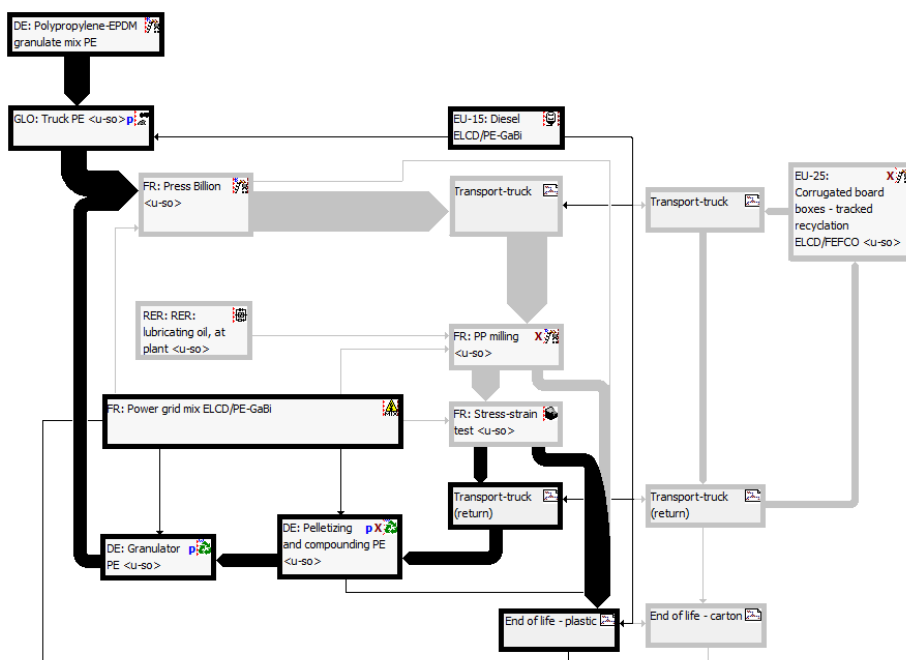 DE: Polypropylene-EPDM
granulate mix PE
GLO: Truck PE <u-so>
p
EU-15: Diesel
ELCD/PE-GaBi
FR: Press Billion
<u-so>
Transport-truck
Transport-truck
EU-25:
X
Corrugated board
boxes - tracked
recyclation
ELCD/FEFCO <u-so>
RER: RER:
lubricating oil, at
plant <u-so>
FR: PP milling
X
<u-so>
FR: Power grid mix ELCD/PE-GaBi
MIX
FR: Stress-strain
test <u-so>
Transport-truck
(return)
Transport-truck
(return)
DE: Granulator
p
PE <u-so>
DE: Pelletizing
p X
and compounding PE
<u-so>
End of life - plastic
End of life - carton